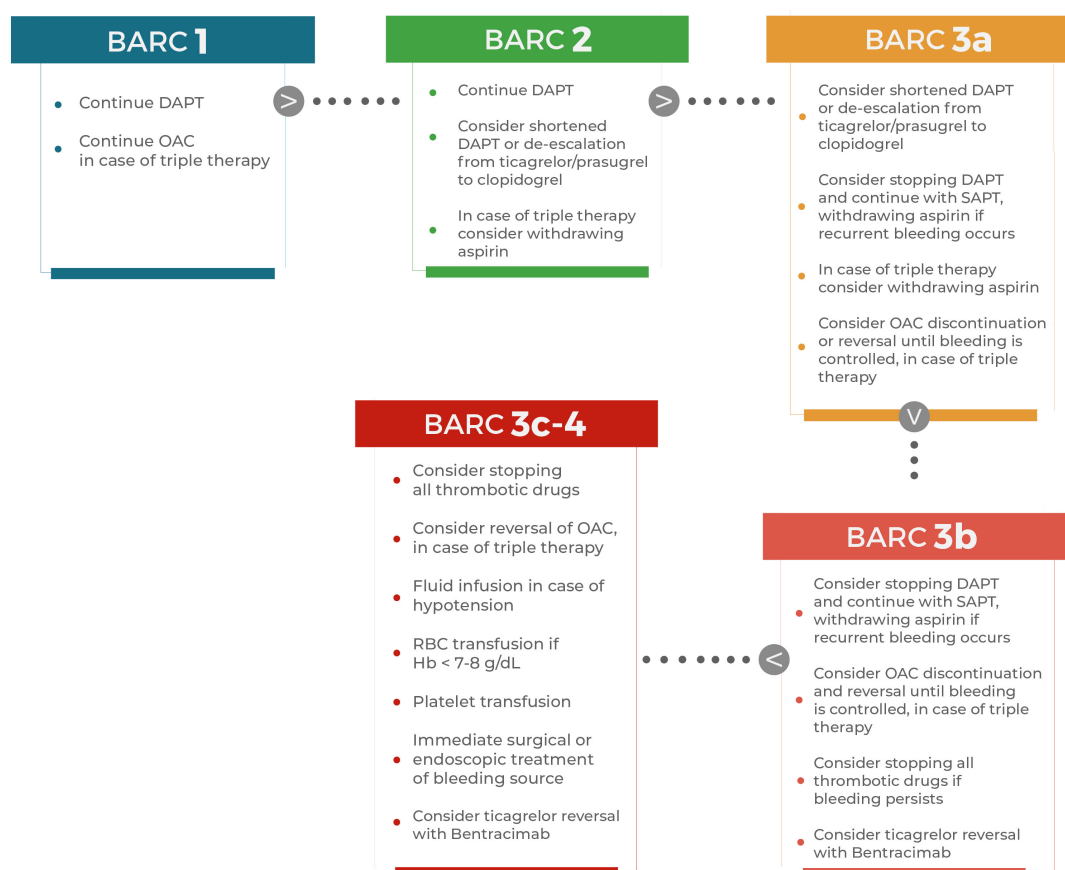 BARC 1
Continue DAPT
Continue OAC
in case of triple therapy
>
BARC 2
Continue DAPT
Consider shortened
DAPT or de-escalation
from ticagrelor/prasugrel
to clopidogrel
In case of triple therapy
consider withdrawing
aspirin
>
BARC 3a
Consider shortened DAPT
or de-escalation from
ticagrelor/prasugrel to
clopidogrel
Consider stopping DAPT
and continue with SAPT,
withdrawing aspirin if
recurrent bleeding occurs
In case of triple therapy
consider withdrawing aspirin
Consider OAC discontinuation
or reversal until bleeding is
controlled, in case of triple
therapy
>
BARC 3b
Consider stopping DAPT
and continue with SAPT,
withdrawing aspirin if
recurrent bleeding occurs
Consider OAC discontinuation
and reversal until bleeding
is controlled, in case of triple
therapy
Consider stopping all
thrombotic drugs if
bleeding persists
Consider ticagrelor reversal
with Bentracimab
<
BARC 3c-4
Consider stopping
all thrombotic drugs
Consider reversal of OAC,
in case of triple therapy
Fluid infusion in case of
hypotension
RBC transfusion if
Hb < 7-8 g/dL
Platelet transfusion
Immediate surgical or
endoscopic treatment
of bleeding source
Consider ticagrelor reversal
with Bentracimab